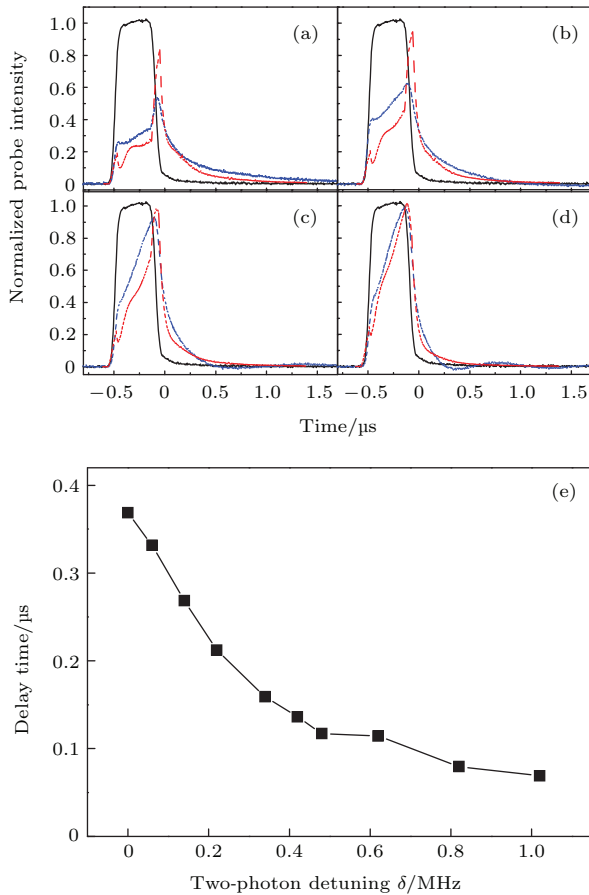 Normalized probe intensity
1.0
0.8
0.6
0.4
0.2
0
(a)
(b)
1.0
0.8
0.6
0.4
0.2
0
(c)
(d)
−0.5 0 0.5 1.0 1.5
−0.5 0 0.5 1.0 1.5
Time/µs
Delay time/µs
0.4
0.3
0.2
0.1
0
(e)
0 0.2 0.4 0.6 0.8 1.0
Two-photon detuning δ/MHz